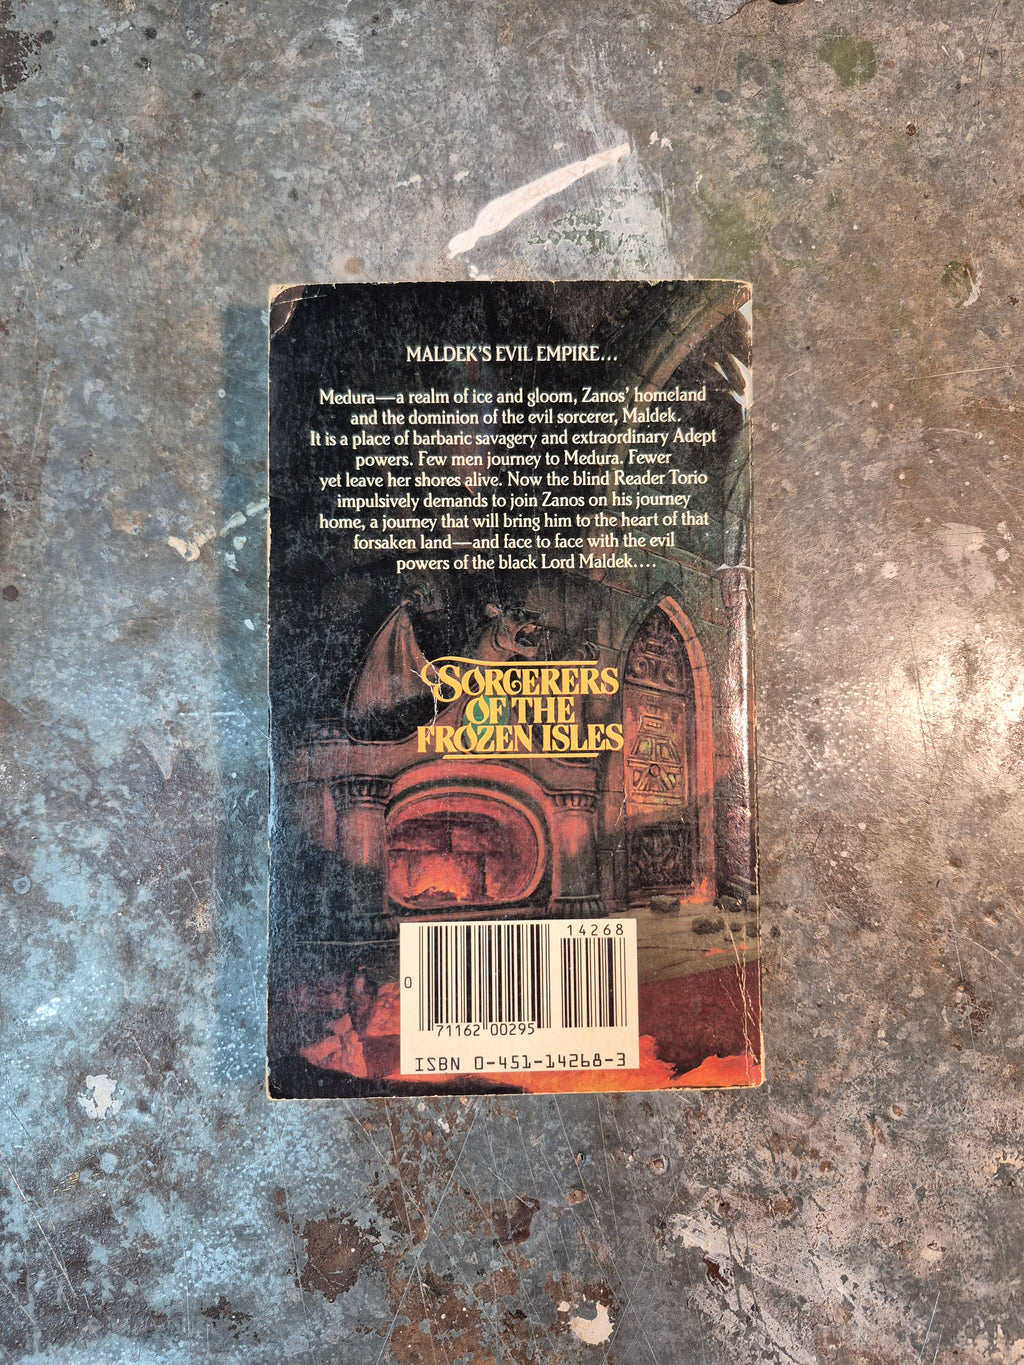 MALDEK'S EVIL EMPIRE...
Medura—a realm of ice and gloom, Zanos' homeland
and the dominion of the evil sorcerer, Maldek.
It is a place of barbaric savagery and extraordinary Adept
powers. Few men journey to Medura. Fewer
yet leave her shores alive. Now the blind Reader Torio
impulsively demands to join Zanos on his journey
home, a journey that will bring him to the heart of that
forsaken land—and face to face with the evil
powers of the black Lord Maldek....
SORCERERS
OF THE
FROZEN ISLES
14268
0
71162 00295
ISBN 0-451-14268-3